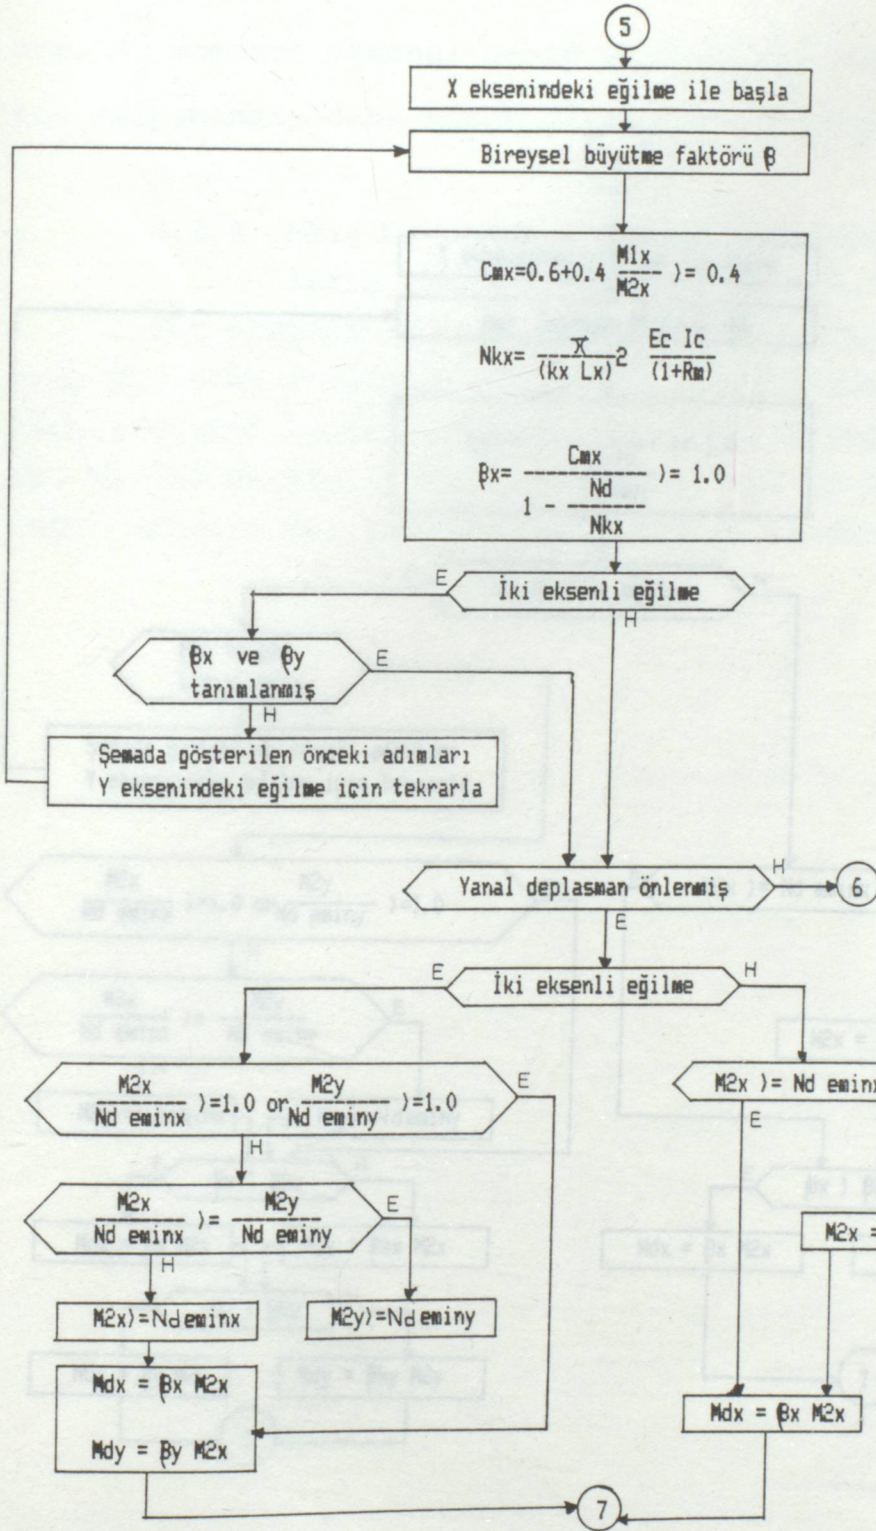 5
X eksenindeki eğilme ile başla
Bireysel büyütme faktörü β
Cmx=0.6+0.4 M1x / M2x )= 0.4
Nkx= π / (kx Lx) 2 Ec Ic / (1+Rm)
βx= Cmx / 1 - Nd / Nkx )= 1.0
E
İki eksenli eğilme
H
βx ve βy
tanımlanmış
E
H
Şemada gösterilen önceki adımları
Y eksenindeki eğilme için tekrarla
Yanal deplasman önlenmiş
H
6
E
E
İki eksenli eğilme
H
M2x / Nd eminx )=1.0 or M2y / Nd eminy )=1.0
E
M2x )= Nd eminx
H
E
M2x / Nd eminx )= M2y / Nd eminy
E
H
M2x =
M2x)=Nd eminx
M2y)=Nd eminy
Mdx = βx M2x
Mdy = βy M2x
Mdx = βx M2x
7